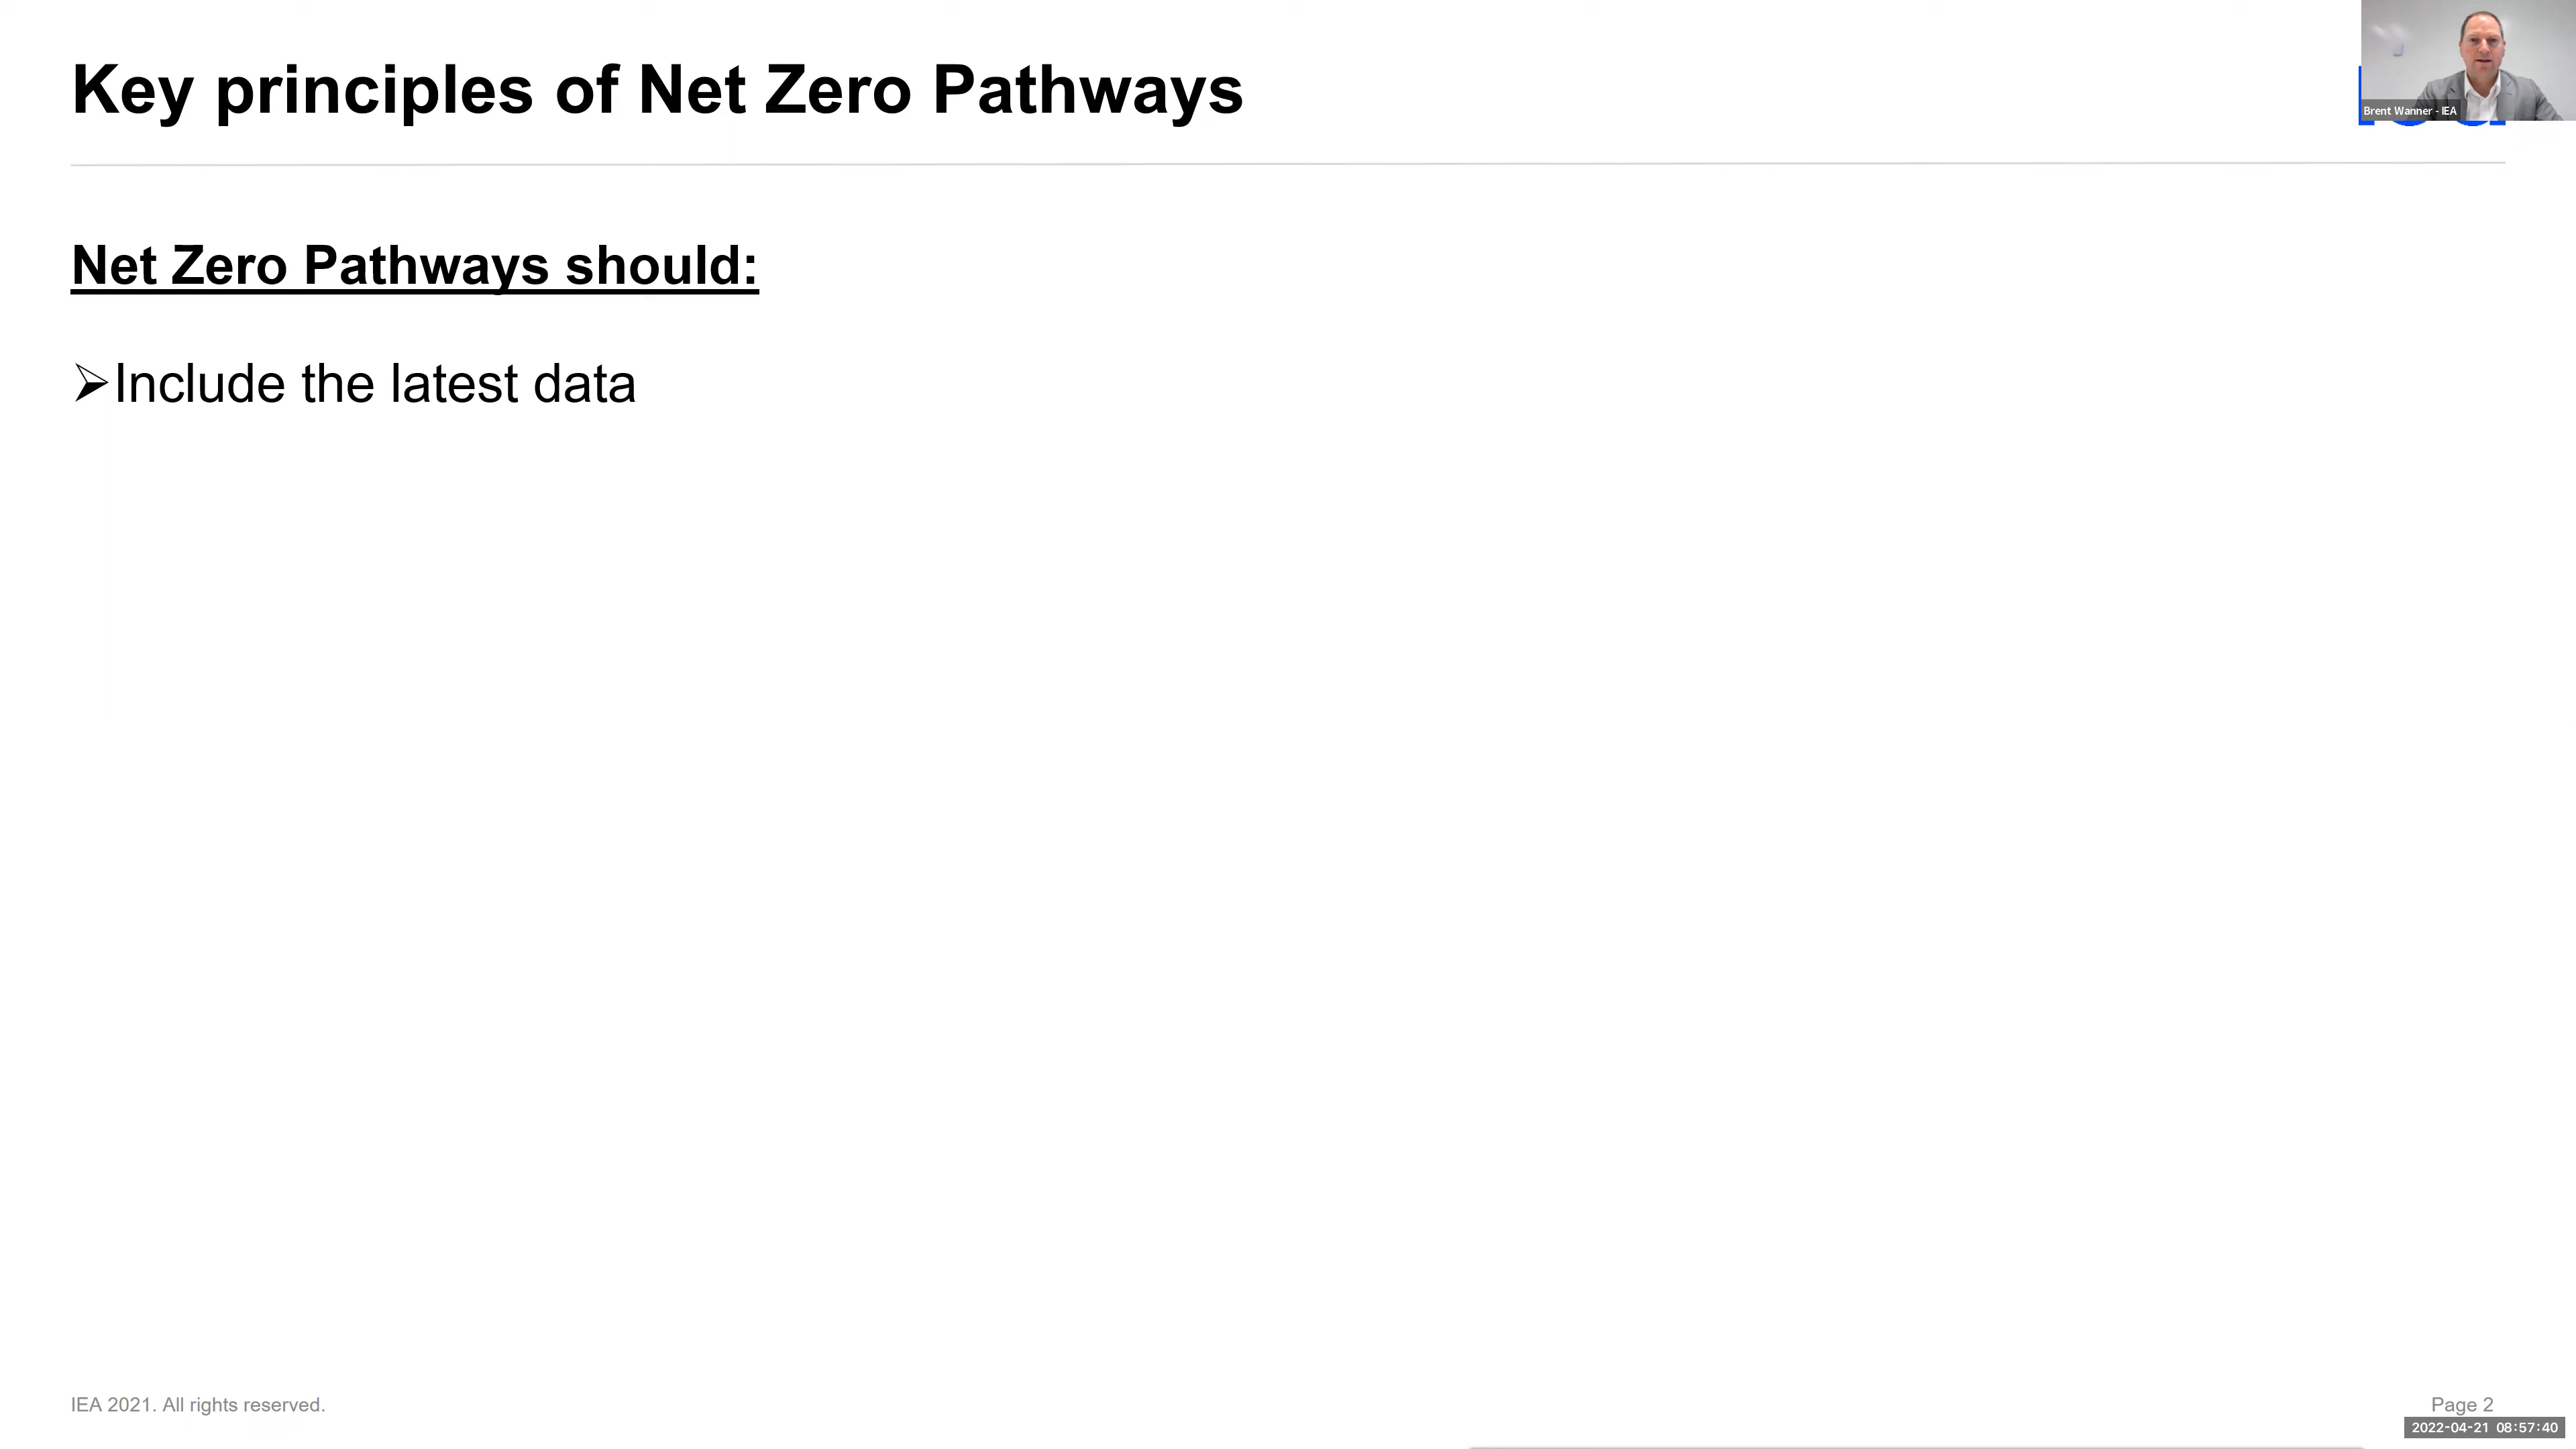 Key principles of Net Zero Pathways
Brent Wanner - IEA
Net Zero Pathways should:
➢Include the latest data
IEA 2021. All rights reserved.
Page 2
2022-04-21 08:57:40